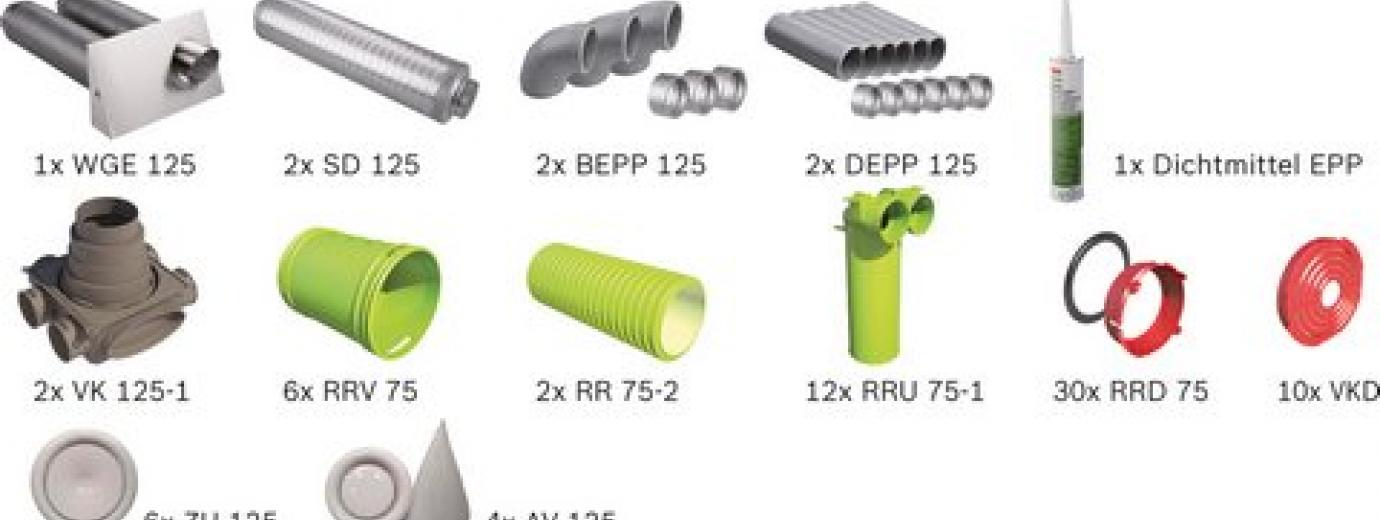 1x WGE 125
2x SD 125
2x BEPP 125
2x DEPP 125
1x Dichtmittel EPP
2x VK 125-1
6x RRV 75
2x RR 75-2
12x RRU 75-1
30x RRD 75
10x VKD
6x ZU 125
4x AV 125